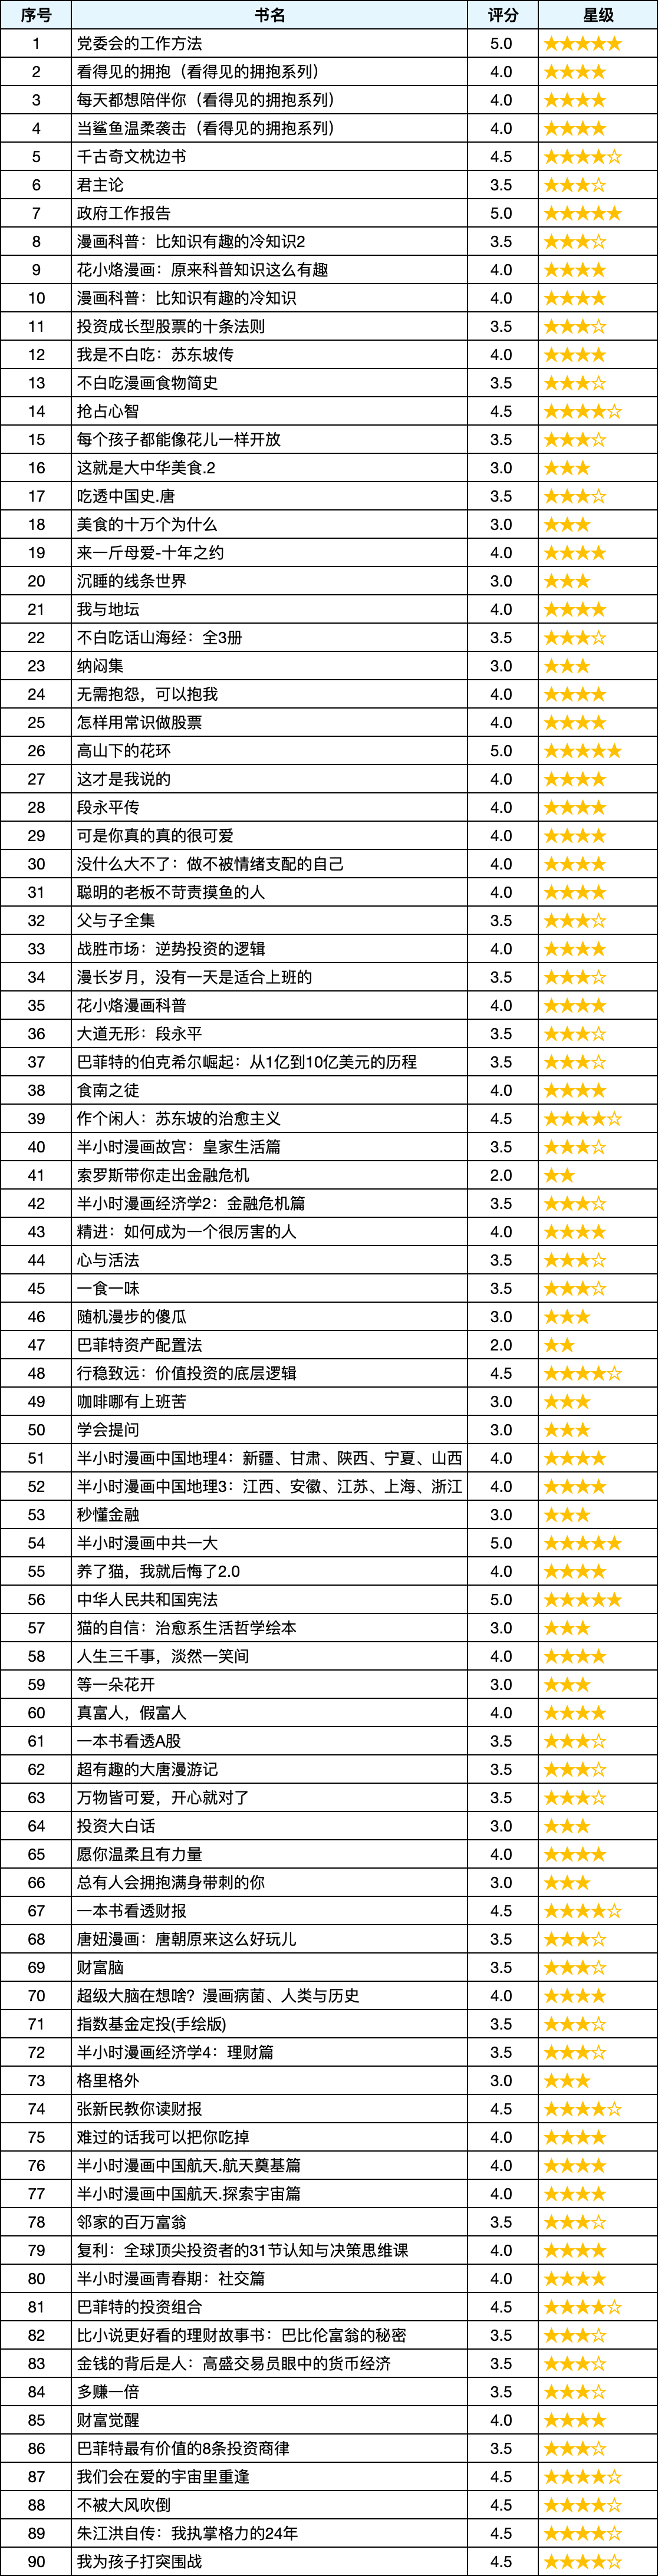 序号 书名 评分 星级
1 党委会的工作方法 5.0 ★★★★★
2 看得见的拥抱（看得见的拥抱系列） 4.0 ★★★★
3 每天都想陪伴你（看得见的拥抱系列） 4.0 ★★★★
4 当鲨鱼温柔袭击（看得见的拥抱系列） 4.0 ★★★★
5 千古奇文枕边书 4.5 ★★★★☆
6 君主论 3.5 ★★★☆
7 政府工作报告 5.0 ★★★★★
8 漫画科普：比知识有趣的冷知识2 3.5 ★★★☆
9 花小烙漫画：原来科普知识这么有趣 4.0 ★★★★
10 漫画科普：比知识有趣的冷知识 4.0 ★★★★
11 投资成长型股票的十条法则 3.5 ★★★☆
12 我是不白吃：苏东坡传 4.0 ★★★★
13 不白吃漫画食物简史 3.5 ★★★☆
14 抢占心智 4.5 ★★★★☆
15 每个孩子都能像花儿一样开放 3.5 ★★★☆
16 这就是大中华美食.2 3.0 ★★★
17 吃透中国史.唐 3.5 ★★★☆
18 美食的十万个为什么 3.0 ★★★
19 来一斤母爱-十年之约 4.0 ★★★★
20 沉睡的线条世界 3.0 ★★★
21 我与地坛 4.0 ★★★★
22 不白吃话山海经：全3册 3.5 ★★★☆
23 纳闷集 3.0 ★★★
24 无需抱怨，可以抱我 4.0 ★★★★
25 怎样用常识做股票 4.0 ★★★★
26 高山下的花环 5.0 ★★★★★
27 这才是我说的 4.0 ★★★★
28 段永平传 4.0 ★★★★
29 可是你真的真的很可爱 4.0 ★★★★
30 没什么大不了：做不被情绪支配的自己 4.0 ★★★★
31 聪明的老板不苛责摸鱼的人 4.0 ★★★★
32 父与子全集 3.5 ★★★☆
33 战胜市场：逆势投资的逻辑 4.0 ★★★★
34 漫长岁月，没有一天是适合上班的 3.5 ★★★☆
35 花小烙漫画科普 4.0 ★★★★
36 大道无形：段永平 3.5 ★★★☆
37 巴菲特的伯克希尔崛起：从1亿到10亿美元的历程 3.5 ★★★☆
38 食南之徒 4.0 ★★★★
39 作个闲人：苏东坡的治愈主义 4.5 ★★★★☆
40 半小时漫画故宫：皇家生活篇 3.5 ★★★☆
41 索罗斯带你走出金融危机 2.0 ★★
42 半小时漫画经济学2：金融危机篇 3.5 ★★★☆
43 精进：如何成为一个很厉害的人 4.0 ★★★★
44 心与活法 3.5 ★★★☆
45 一食一味 3.5 ★★★☆
46 随机漫步的傻瓜 3.0 ★★★
47 巴菲特资产配置法 2.0 ★★
48 行稳致远：价值投资的底层逻辑 4.5 ★★★★☆
49 咖啡哪有上班苦 3.0 ★★★
50 学会提问 3.0 ★★★
51 半小时漫画中国地理4：新疆、甘肃、陕西、宁夏、山西 4.0 ★★★★
52 半小时漫画中国地理3：江西、安徽、江苏、上海、浙江 4.0 ★★★★
53 秒懂金融 3.0 ★★★
54 半小时漫画中共一大 5.0 ★★★★★
55 养了猫，我就后悔了2.0 4.0 ★★★★
56 中华人民共和国宪法 5.0 ★★★★★
57 猫的自信：治愈系生活哲学绘本 3.0 ★★★
58 人生三千事，淡然一笑间 4.0 ★★★★
59 等一朵花开 3.0 ★★★
60 真富人，假富人 4.0 ★★★★
61 一本书看透A股 3.5 ★★★☆
62 超有趣的大唐漫游记 3.5 ★★★☆
63 万物皆可爱，开心就对了 3.5 ★★★☆
64 投资大白话 3.0 ★★★
65 愿你温柔且有力量 4.0 ★★★★
66 总有人会拥抱满身带刺的你 3.0 ★★★
67 一本书看透财报 4.5 ★★★★☆
68 唐妞漫画：唐朝原来这么好玩儿 3.5 ★★★☆
69 财富脑 3.5 ★★★☆
70 超级大脑在想啥？漫画病菌、人类与历史 4.0 ★★★★
71 指数基金定投(手绘版) 3.5 ★★★☆
72 半小时漫画经济学4：理财篇 3.5 ★★★☆
73 格里格外 3.0 ★★★
74 张新民教你读财报 4.5 ★★★★☆
75 难过的话我可以把你吃掉 4.0 ★★★★
76 半小时漫画中国航天.航天奠基篇 4.0 ★★★★
77 半小时漫画中国航天.探索宇宙篇 4.0 ★★★★
78 邻家的百万富翁 3.5 ★★★☆
79 复利：全球顶尖投资者的31节认知与决策思维课 4.0 ★★★★
80 半小时漫画青春期：社交篇 4.0 ★★★★
81 巴菲特的投资组合 4.5 ★★★★☆
82 比小说更好看的理财故事书：巴比伦富翁的秘密 3.5 ★★★☆
83 金钱的背后是人：高盛交易员眼中的货币经济 3.5 ★★★☆
84 多赚一倍 3.5 ★★★☆
85 财富觉醒 4.0 ★★★★
86 巴菲特最有价值的8条投资商律 3.5 ★★★☆
87 我们会在爱的宇宙里重逢 4.5 ★★★★☆
88 不被大风吹倒 4.5 ★★★★☆
89 朱江洪自传：我执掌格力的24年 4.5 ★★★★☆
90 我为孩子打突围战 4.5 ★★★★☆